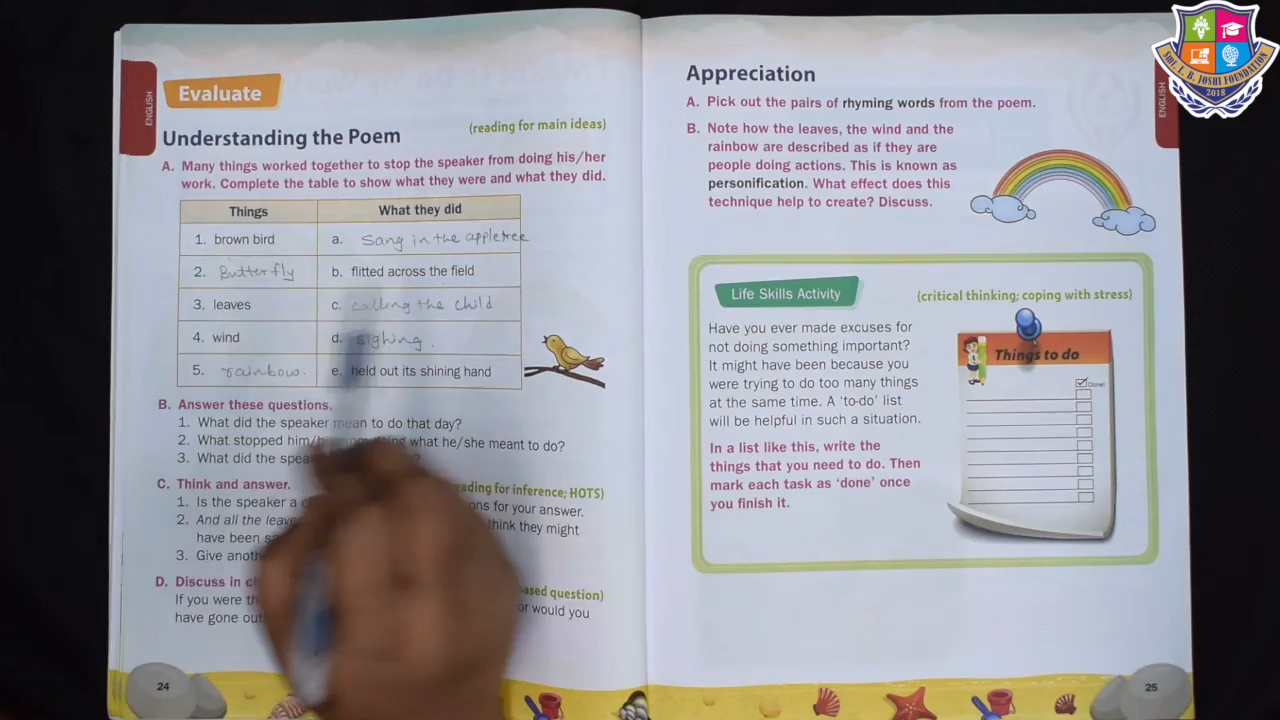 ENGLISH
Evaluate
Understanding the Poem
(reading for main ideas)
A. Many things worked together to stop the speaker from doing his/her
work. Complete the table to show what they were and what they did.
Things What they did
1. brown bird a. Sang in the appletree
2. Butterfly b. flitted across the field
3. leaves c. calling the child
4. wind d. sighing.
5. rainbow. e. held out its shining hand
B. Answer these questions.
1. What did the speaker mean to do that day?
2. What stopped him/ what he/she meant to do?
3. What did the
C. Think and answer.
HOTS)
1. Is the speaker a for your answer.
2. And all the think they might
have been
3. Give
D. Discuss in
question)
If you were or would you
have gone
24
Appreciation
A. Pick out the pairs of rhyming words from the poem.
B. Note how the leaves, the wind and the
rainbow are described as if they are
people doing actions. This is known as
personification. What effect does this
technique help to create? Discuss.
Life Skills Activity
(critical thinking; coping with stress)
Have you ever made excuses for
not doing something important?
It might have been because you
were trying to do too many things
at the same time. A ‘to-do’ list
will be helpful in such a situation.
In a list like this, write the
things that you need to do. Then
mark each task as ‘done’ once
you finish it.
Things to do
Done!
25
ENGLISH
SHI. I. B. JOSHI FOUNDATION
2018